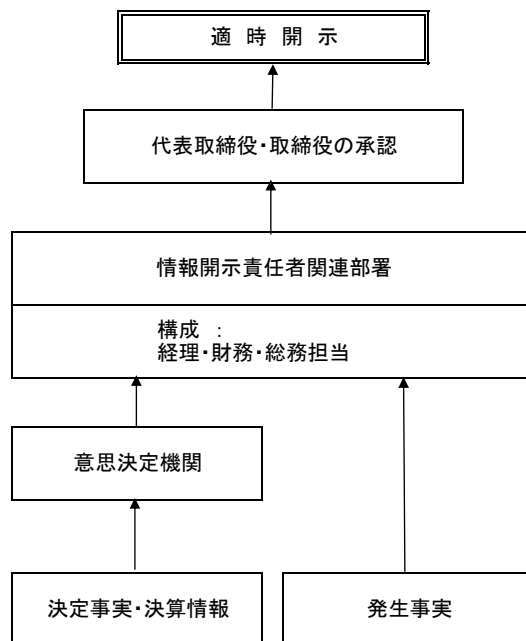 適 時 開 示
代表取締役・取締役の承認
情報開示責任者関連部署
構成 ：
経理・財務・総務担当
意思決定機関
決定事実・決算情報
発生事実